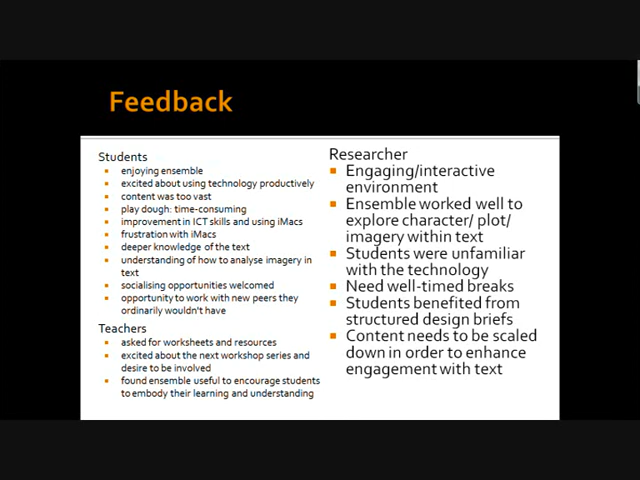 Feedback
Students
enjoying ensemble
excited about using technology productively
content was too vast
play dough: time-consuming
improvement in ICT skills and using iMacs
frustration with iMacs
deeper knowledge of the text
understanding of how to analyse imagery in
text
socialising opportunities welcomed
opportunity to work with new peers they
ordinarily wouldn't have
Teachers
asked for worksheets and resources
excited about the next workshop series and
desire to be involved
found ensemble useful to encourage students
to embody their learning and understanding
Researcher
Engaging/interactive
environment
Ensemble worked well to
explore character/ plot/
imagery within text
Students were unfamiliar
with the technology
Need well-timed breaks
Students benefited from
structured design briefs
Content needs to be scaled
down in order to enhance
engagement with text